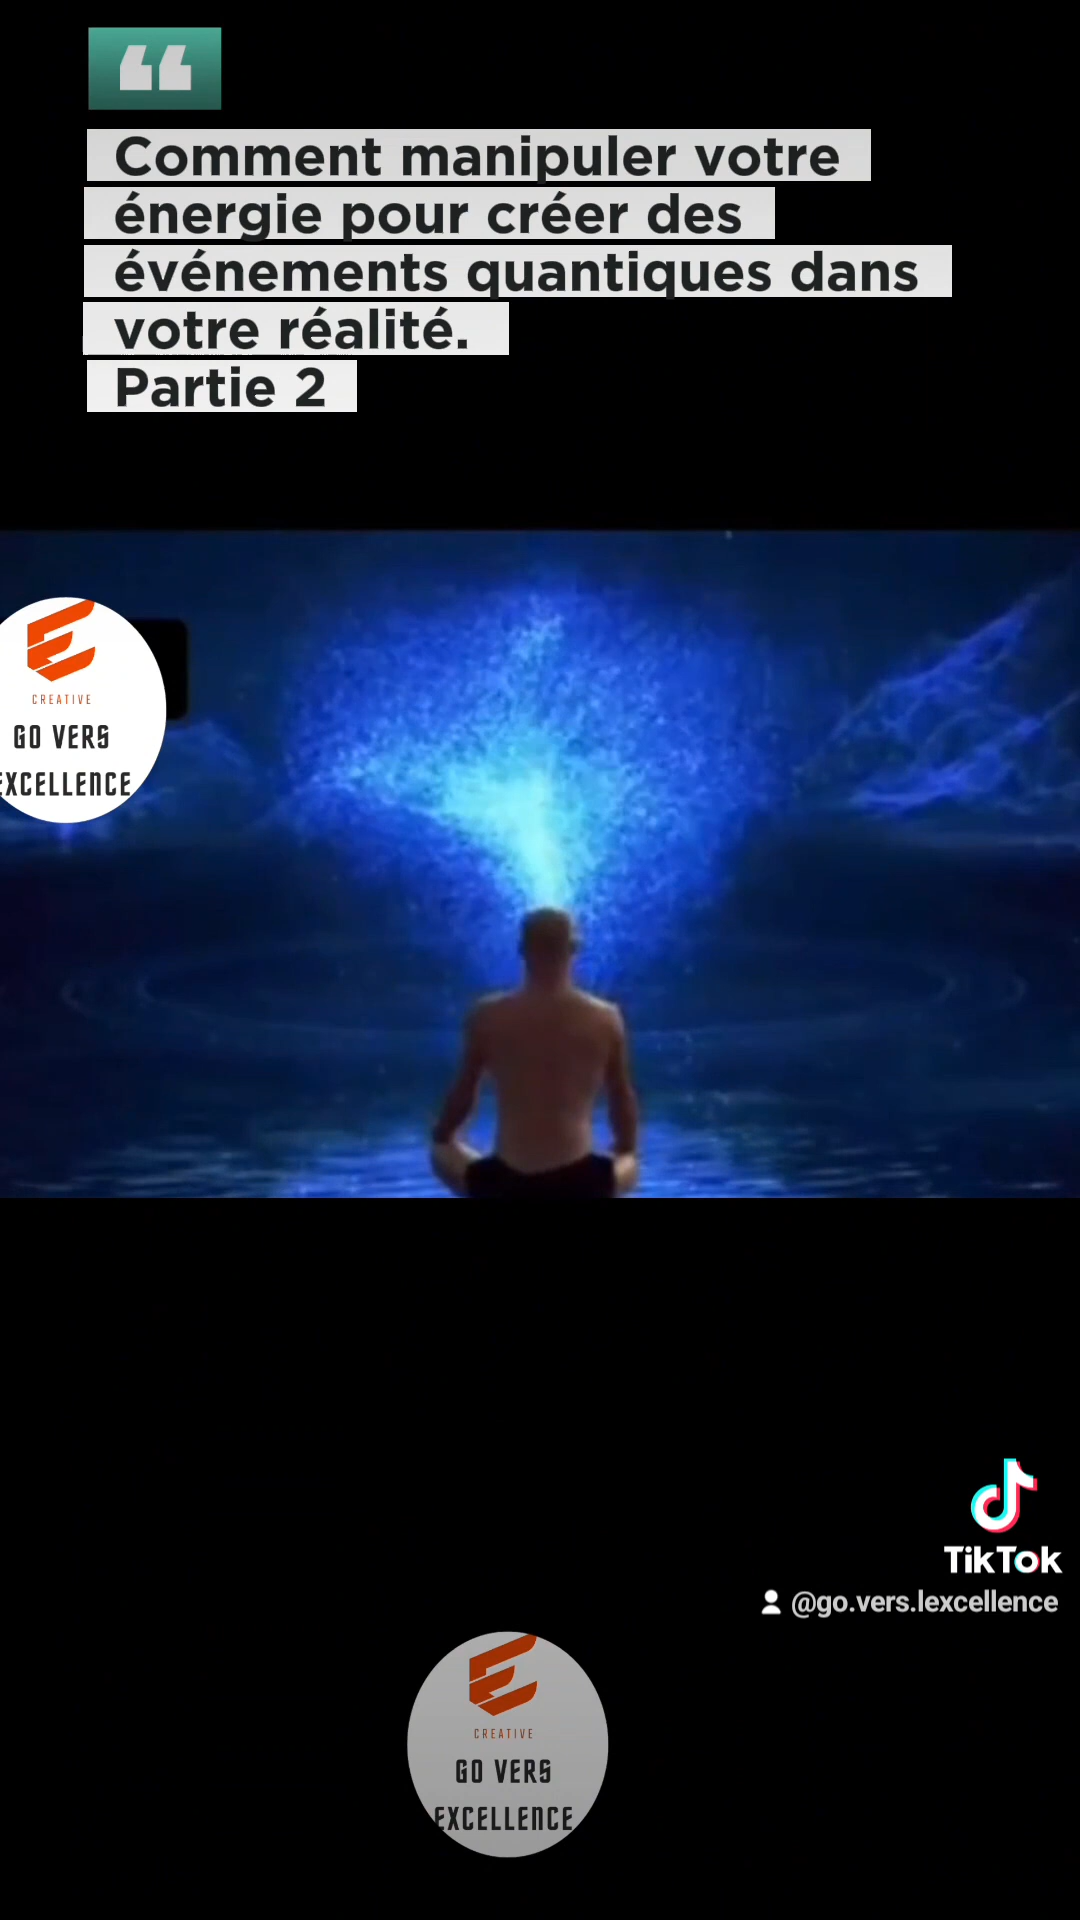 Comment manipuler votre
énergie pour créer des
événements quantiques dans
votre réalité.
Partie 2
CREATIVE
GO VERS
EXCELLENCE
TikTok
@go.vers.lexcellence
CREATIVE
GO VERS
EXCELLENCE